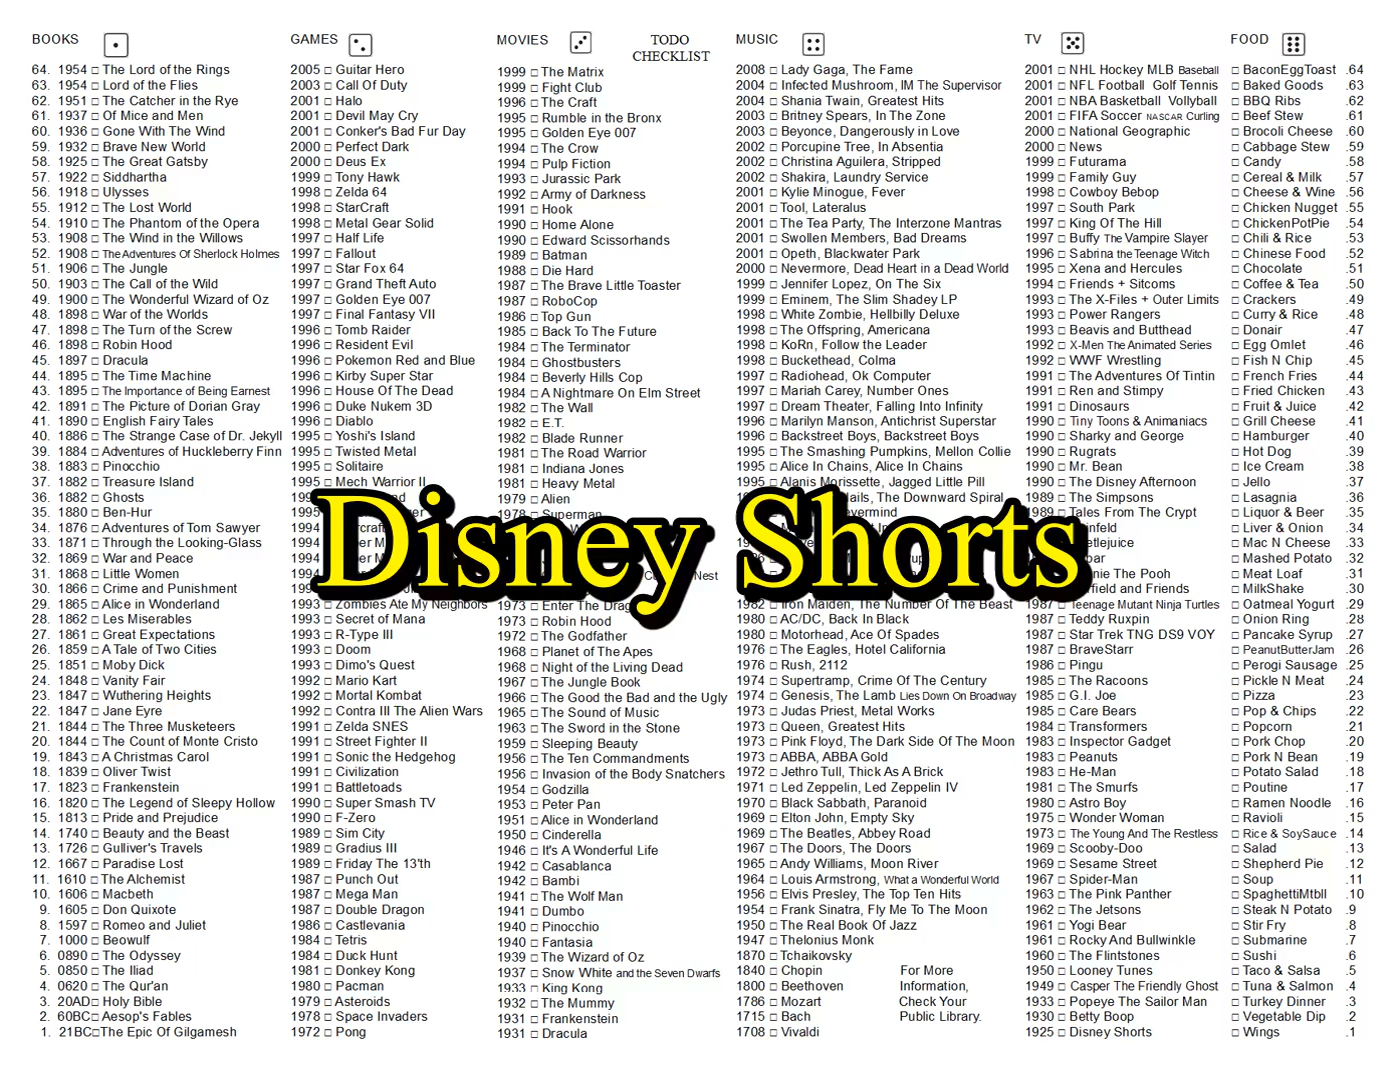 BOOKS
64. 1954 □ The Lord of the Rings
63. 1954 □ Lord of the Flies
62. 1951 □ The Catcher in the Rye
61. 1937 □ Of Mice and Men
60. 1936 □ Gone With The Wind
59. 1932 □ Brave New World
58. 1925 □ The Great Gatsby
57. 1922 □ Siddhartha
56. 1918 □ Ulysses
55. 1912 □ The Lost World
54. 1910 □ The Phantom of the Opera
53. 1908 □ The Wind in the Willows
52. 1908 □ The Adventures Of Sherlock Holmes
51. 1906 □ The Jungle
50. 1903 □ The Call of the Wild
49. 1900 □ The Wonderful Wizard of Oz
48. 1898 □ War of the Worlds
47. 1898 □ The Turn of the Screw
46. 1898 □ Robin Hood
45. 1897 □ Dracula
44. 1895 □ The Time Machine
43. 1895 □ The Importance of Being Earnest
42. 1891 □ The Picture of Dorian Gray
41. 1890 □ English Fairy Tales
40. 1886 □ The Strange Case of Dr. Jekyll
39. 1884 □ Adventures of Huckleberry Finn
38. 1883 □ Pinocchio
37. 1882 □ Treasure Island
36. 1882 □ Ghosts
35. 1880 □ Ben-Hur
34. 1876 □ Adventures of Tom Sawyer
33. 1871 □ Through the Looking-Glass
32. 1869 □ War and Peace
31. 1868 □ Little Women
30. 1866 □ Crime and Punishment
29. 1865 □ Alice in Wonderland
28. 1862 □ Les Miserables
27. 1861 □ Great Expectations
26. 1859 □ A Tale of Two Cities
25. 1851 □ Moby Dick
24. 1848 □ Vanity Fair
23. 1847 □ Wuthering Heights
22. 1847 □ Jane Eyre
21. 1844 □ The Three Musketeers
20. 1844 □ The Count of Monte Cristo
19. 1843 □ A Christmas Carol
18. 1839 □ Oliver Twist
17. 1823 □ Frankenstein
16. 1820 □ The Legend of Sleepy Hollow
15. 1813 □ Pride and Prejudice
14. 1740 □ Beauty and the Beast
13. 1726 □ Gulliver's Travels
12. 1667 □ Paradise Lost
11. 1610 □ The Alchemist
10. 1606 □ Macbeth
9. 1605 □ Don Quixote
8. 1597 □ Romeo and Juliet
7. 1000 □ Beowulf
6. 0890 □ The Odyssey
5. 0850 □ The Iliad
4. 0620 □ The Qur'an
3. 20AD□ Holy Bible
2. 60BC□ Aesop's Fables
1. 21BC□The Epic Of Gilgamesh
GAMES
2005 □ Guitar Hero
2003 □ Call Of Duty
2001 □ Halo
2001 □ Devil May Cry
2001 □ Conker's Bad Fur Day
2000 □ Perfect Dark
2000 □ Deus Ex
1999 □ Tony Hawk
1998 □ Zelda 64
1998 □ StarCraft
1998 □ Metal Gear Solid
1997 □ Half Life
1997 □ Fallout
1997 □ Star Fox 64
1997 □ Grand Theft Auto
1997 □ Golden Eye 007
1997 □ Final Fantasy VII
1996 □ Tomb Raider
1996 □ Resident Evil
1996 □ Pokemon Red and Blue
1996 □ Kirby Super Star
1996 □ House Of The Dead
1996 □ Duke Nukem 3D
1996 □ Diablo
1995 □ Yoshi's Island
1995 □ Twisted Metal
1995 □ Solitaire
1995 □ Mech Warrior II
1995
1994
1994
1994
1993 □ Zombies Ate My Neighbors
1993 □ Secret of Mana
1993 □ R-Type III
1993 □ Doom
1993 □ Dimo's Quest
1992 □ Mario Kart
1992 □ Mortal Kombat
1992 □ Contra III The Alien Wars
1991 □ Zelda SNES
1991 □ Street Fighter II
1991 □ Sonic the Hedgehog
1991 □ Civilization
1991 □ Battletoads
1990 □ Super Smash TV
1990 □ F-Zero
1989 □ Sim City
1989 □ Gradius III
1989 □ Friday The 13'th
1987 □ Punch Out
1987 □ Mega Man
1987 □ Double Dragon
1986 □ Castlevania
1984 □ Tetris
1984 □ Duck Hunt
1981 □ Donkey Kong
1980 □ Pacman
1979 □ Asteroids
1978 □ Space Invaders
1972 □ Pong
MOVIES
TODO
CHECKLIST
1999 □ The Matrix
1999 □ Fight Club
1996 □ The Craft
1995 □ Rumble in the Bronx
1995 □ Golden Eye 007
1994 □ The Crow
1994 □ Pulp Fiction
1993 □ Jurassic Park
1992 □ Army of Darkness
1991 □ Hook
1990 □ Home Alone
1990 □ Edward Scissorhands
1989 □ Batman
1988 □ Die Hard
1987 □ The Brave Little Toaster
1987 □ RoboCop
1986 □ Top Gun
1985 □ Back To The Future
1984 □ The Terminator
1984 □ Ghostbusters
1984 □ Beverly Hills Cop
1984 □ A Nightmare On Elm Street
1982 □ The Wall
1982 □ E.T.
1982 □ Blade Runner
1981 □ The Road Warrior
1981 □ Indiana Jones
1981 □ Heavy Metal
1979 □ Alien
1978 □ Superman
Nest
1973 □ Enter The Drag
1973 □ Robin Hood
1972 □ The Godfather
1968 □ Planet of The Apes
1968 □ Night of the Living Dead
1967 □ The Jungle Book
1966 □ The Good the Bad and the Ugly
1965 □ The Sound of Music
1963 □ The Sword in the Stone
1959 □ Sleeping Beauty
1956 □ The Ten Commandments
1956 □ Invasion of the Body Snatchers
1954 □ Godzilla
1953 □ Peter Pan
1951 □ Alice in Wonderland
1950 □ Cinderella
1946 □ It's A Wonderful Life
1942 □ Casablanca
1942 □ Bambi
1941 □ The Wolf Man
1941 □ Dumbo
1940 □ Pinocchio
1940 □ Fantasia
1939 □ The Wizard of Oz
1937 □ Snow White and the Seven Dwarfs
1933 □ King Kong
1932 □ The Mummy
1931 □ Frankenstein
1931 □ Dracula
MUSIC
2008 □ Lady Gaga, The Fame
2004 □ Infected Mushroom, IM The Supervisor
2004 □ Shania Twain, Greatest Hits
2003 □ Britney Spears, In The Zone
2003 □ Beyonce, Dangerously in Love
2002 □ Porcupine Tree, In Absentia
2002 □ Christina Aguilera, Stripped
2002 □ Shakira, Laundry Service
2001 □ Kylie Minogue, Fever
2001 □ Tool, Lateralus
2001 □ The Tea Party, The Interzone Mantras
2001 □ Swollen Members, Bad Dreams
2001 □ Opeth, Blackwater Park
2000 □ Nevermore, Dead Heart in a Dead World
1999 □ Jennifer Lopez, On The Six
1999 □ Eminem, The Slim Shadey LP
1998 □ White Zombie, Hellbilly Deluxe
1998 □ The Offspring, Americana
1998 □ KoRn, Follow the Leader
1998 □ Buckethead, Colma
1997 □ Radiohead, Ok Computer
1997 □ Mariah Carey, Number Ones
1997 □ Dream Theater, Falling Into Infinity
1996 □ Marilyn Manson, Antichrist Superstar
1996 □ Backstreet Boys, Backstreet Boys
1995 □ The Smashing Pumpkins, Mellon Collie
1995 □ Alice In Chains, Alice In Chains
1995 □ Alanis Morissette, Jagged Little Pill
Nails, The Downward Spiral
Nevermind
1982 □ Iron Maiden, The Number Of The Beast
1980 □ AC/DC, Back In Black
1980 □ Motorhead, Ace Of Spades
1976 □ The Eagles, Hotel California
1976 □ Rush, 2112
1974 □ Supertramp, Crime Of The Century
1974 □ Genesis, The Lamb Lies Down On Broadway
1973 □ Judas Priest, Metal Works
1973 □ Queen, Greatest Hits
1973 □ Pink Floyd, The Dark Side Of The Moon
1973 □ ABBA, ABBA Gold
1972 □ Jethro Tull, Thick As A Brick
1971 □ Led Zeppelin, Led Zeppelin IV
1970 □ Black Sabbath, Paranoid
1969 □ Elton John, Empty Sky
1969 □ The Beatles, Abbey Road
1967 □ The Doors, The Doors
1965 □ Andy Williams, Moon River
1964 □ Louis Armstrong, What a Wonderful World
1956 □ Elvis Presley, The Top Ten Hits
1954 □ Frank Sinatra, Fly Me To The Moon
1950 □ The Real Book Of Jazz
1947 □ Thelonius Monk
1870 □ Tchaikovsky
1840 □ Chopin
1800 □ Beethoven
1786 □ Mozart
1715 □ Bach
1708 □ Vivaldi
For More
Information,
Check Your
Public Library.
TV
2001 □ NHL Hockey MLB Baseball
2001 □ NFL Football Golf Tennis
2001 □ NBA Basketball Vollyball
2001 □ FIFA Soccer NASCAR Curling
2000 □ National Geographic
2000 □ News
1999 □ Futurama
1999 □ Family Guy
1998 □ Cowboy Bebop
1997 □ South Park
1997 □ King Of The Hill
1997 □ Buffy The Vampire Slayer
1996 □ Sabrina the Teenage Witch
1995 □ Xena and Hercules
1994 □ Friends + Sitcoms
1993 □ The X-Files + Outer Limits
1993 □ Power Rangers
1993 □ Beavis and Butthead
1992 □ X-Men The Animated Series
1992 □ WWF Wrestling
1991 □ The Adventures Of Tintin
1991 □ Ren and Stimpy
1991 □ Dinosaurs
1990 □ Tiny Toons & Animaniacs
1990 □ Sharky and George
1990 □ Rugrats
1990 □ Mr. Bean
1990 □ The Disney Afternoon
1989 □ The Simpsons
1989 □ Tales From The Crypt
The Pooh
and Friends
1987 □ Teenage Mutant Ninja Turtles
1987 □ Teddy Ruxpin
1987 □ Star Trek TNG DS9 VOY
1987 □ BraveStarr
1986 □ Pingu
1985 □ The Racoons
1985 □ G.I. Joe
1985 □ Care Bears
1984 □ Transformers
1983 □ Inspector Gadget
1983 □ Peanuts
1983 □ He-Man
1981 □ The Smurfs
1980 □ Astro Boy
1975 □ Wonder Woman
1973 □ The Young And The Restless
1969 □ Scooby-Doo
1969 □ Sesame Street
1967 □ Spider-Man
1963 □ The Pink Panther
1962 □ The Jetsons
1961 □ Yogi Bear
1961 □ Rocky And Bullwinkle
1960 □ The Flintstones
1950 □ Looney Tunes
1949 □ Casper The Friendly Ghost
1933 □ Popeye The Sailor Man
1930 □ Betty Boop
1925 □ Disney Shorts
FOOD
□ BaconEggToast .64
□ Baked Goods .63
□ BBQ Ribs .62
□ Beef Stew .61
□ Brocoli Cheese .60
□ Cabbage Stew .59
□ Candy .58
□ Cereal & Milk .57
□ Cheese & Wine .56
□ Chicken Nugget .55
□ ChickenPotPie .54
□ Chili & Rice .53
□ Chinese Food .52
□ Chocolate .51
□ Coffee & Tea .50
□ Crackers .49
□ Curry & Rice .48
□ Donair .47
□ Egg Omlet .46
□ Fish N Chip .45
□ French Fries .44
□ Fried Chicken .43
□ Fruit & Juice .42
□ Grill Cheese .41
□ Hamburger .40
□ Hot Dog .39
□ Ice Cream .38
□ Jello .37
□ Lasagnia .36
□ Liquor & Beer .35
□ Liver & Onion .34
□ Mac N Cheese .33
□ Mashed Potato .32
□ Meat Loaf .31
□ MilkShake .30
□ Oatmeal Yogurt .29
□ Onion Ring .28
□ Pancake Syrup .27
□ PeanutButterJam .26
□ Perogi Sausage .25
□ Pickle N Meat .24
□ Pizza .23
□ Pop & Chips .22
□ Popcorn .21
□ Pork Chop .20
□ Pork N Bean .19
□ Potato Salad .18
□ Poutine .17
□ Ramen Noodle .16
□ Ravioli .15
□ Rice & SoySauce .14
□ Salad .13
□ Shepherd Pie .12
□ Soup .11
□ SpaghettiMtbll .10
□ Steak N Potato .9
□ Stir Fry .8
□ Submarine .7
□ Sushi .6
□ Taco & Salsa .5
□ Tuna & Salmon .4
□ Turkey Dinner .3
□ Vegetable Dip .2
□ Wings .1
Disney Shorts